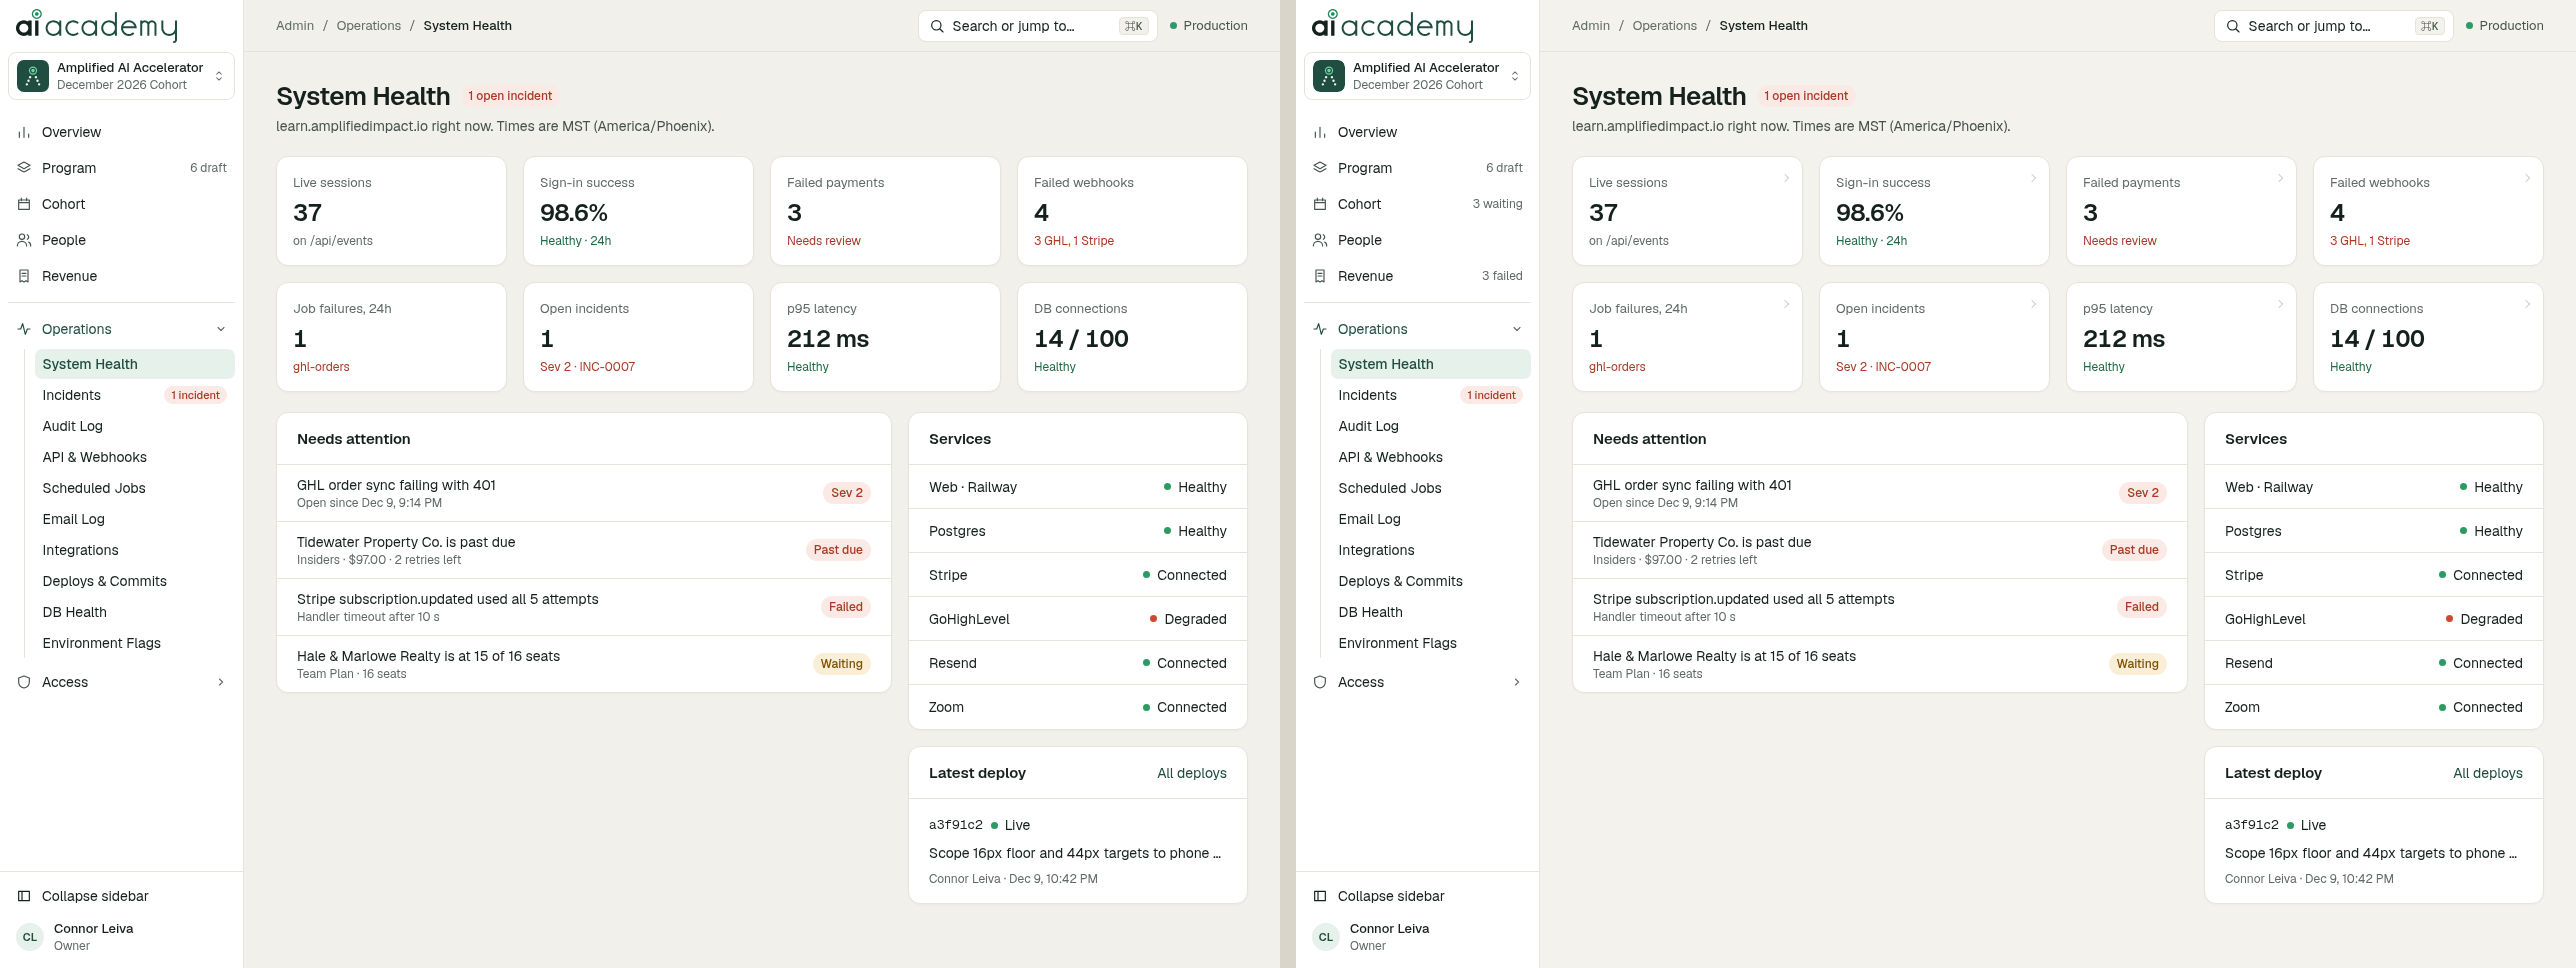 ai academy
Amplified AI Accelerator
December 2026 Cohort
Overview
Program 6 draft
Cohort
People
Revenue
Operations
System Health
Incidents 1 incident
Audit Log
API & Webhooks
Scheduled Jobs
Email Log
Integrations
Deploys & Commits
DB Health
Environment Flags
Access
Collapse sidebar
CL Connor Leiva
Owner
Admin / Operations / System Health Search or jump to... ⌘K Production
System Health 1 open incident
learn.amplifiedimpact.io right now. Times are MST (America/Phoenix).
Live sessions
37
on /api/events
Sign-in success
98.6%
Healthy · 24h
Failed payments
3
Needs review
Failed webhooks
4
3 GHL, 1 Stripe
Job failures, 24h
1
ghl-orders
Open incidents
1
Sev 2 · INC-0007
p95 latency
212 ms
Healthy
DB connections
14 / 100
Healthy
Needs attention
GHL order sync failing with 401 Sev 2
Open since Dec 9, 9:14 PM
Tidewater Property Co. is past due Past due
Insiders · $97.00 · 2 retries left
Stripe subscription.updated used all 5 attempts Failed
Handler timeout after 10 s
Hale & Marlowe Realty is at 15 of 16 seats Waiting
Team Plan · 16 seats
Services
Web · Railway Healthy
Postgres Healthy
Stripe Connected
GoHighLevel Degraded
Resend Connected
Zoom Connected
Latest deploy All deploys
a3f91c2 Live
Scope 16px floor and 44px targets to phone ...
Connor Leiva · Dec 9, 10:42 PM
ai academy
Amplified AI Accelerator
December 2026 Cohort
Overview
Program 6 draft
Cohort 3 waiting
People
Revenue 3 failed
Operations
System Health
Incidents 1 incident
Audit Log
API & Webhooks
Scheduled Jobs
Email Log
Integrations
Deploys & Commits
DB Health
Environment Flags
Access
Collapse sidebar
CL Connor Leiva
Owner
Admin / Operations / System Health Search or jump to... ⌘K Production
System Health 1 open incident
learn.amplifiedimpact.io right now. Times are MST (America/Phoenix).
Live sessions
37
on /api/events
Sign-in success
98.6%
Healthy · 24h
Failed payments
3
Needs review
Failed webhooks
4
3 GHL, 1 Stripe
Job failures, 24h
1
ghl-orders
Open incidents
1
Sev 2 · INC-0007
p95 latency
212 ms
Healthy
DB connections
14 / 100
Healthy
Needs attention
GHL order sync failing with 401 Sev 2
Open since Dec 9, 9:14 PM
Tidewater Property Co. is past due Past due
Insiders · $97.00 · 2 retries left
Stripe subscription.updated used all 5 attempts Failed
Handler timeout after 10 s
Hale & Marlowe Realty is at 15 of 16 seats Waiting
Team Plan · 16 seats
Services
Web · Railway Healthy
Postgres Healthy
Stripe Connected
GoHighLevel Degraded
Resend Connected
Zoom Connected
Latest deploy All deploys
a3f91c2 Live
Scope 16px floor and 44px targets to phone ...
Connor Leiva · Dec 9, 10:42 PM